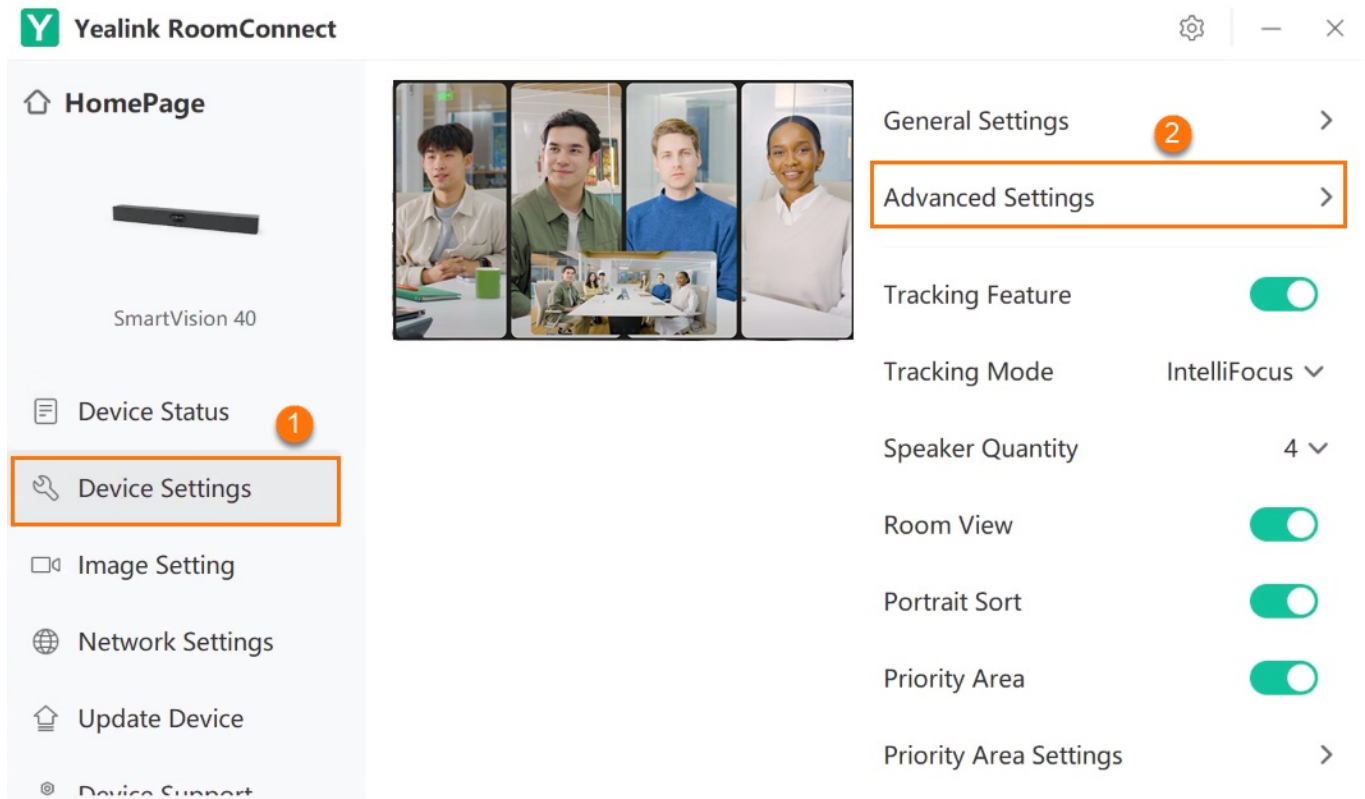 Yealink RoomConnect
HomePage
SmartVision 40
Device Status
1
Device Settings
Image Setting
Network Settings
Update Device
Device Support
General Settings
2
Advanced Settings
Tracking Feature
Tracking Mode IntelliFocus
Speaker Quantity 4
Room View
Portrait Sort
Priority Area
Priority Area Settings